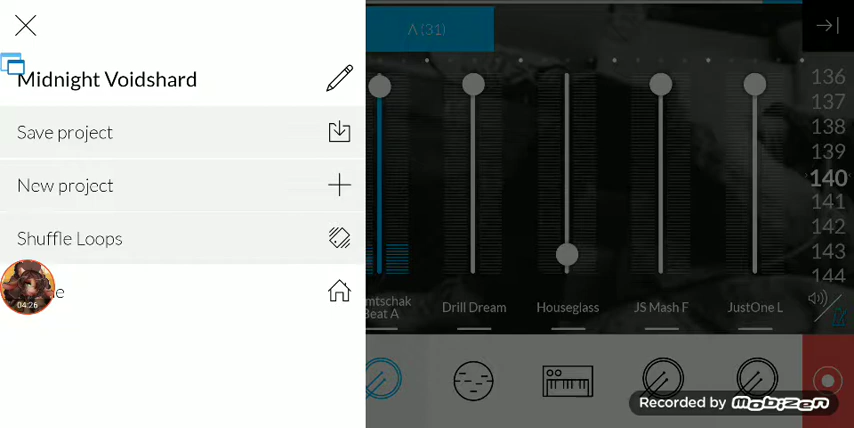 A (31)
Midnight Voidshard
Save project
New project
Shuffle Loops
e
04:26
136
137
138
139
140
141
142
143
144
mtschak
Beat A
Drill Dream
Houseglass
JS Mash F
JustOne L
Recorded by mobizen